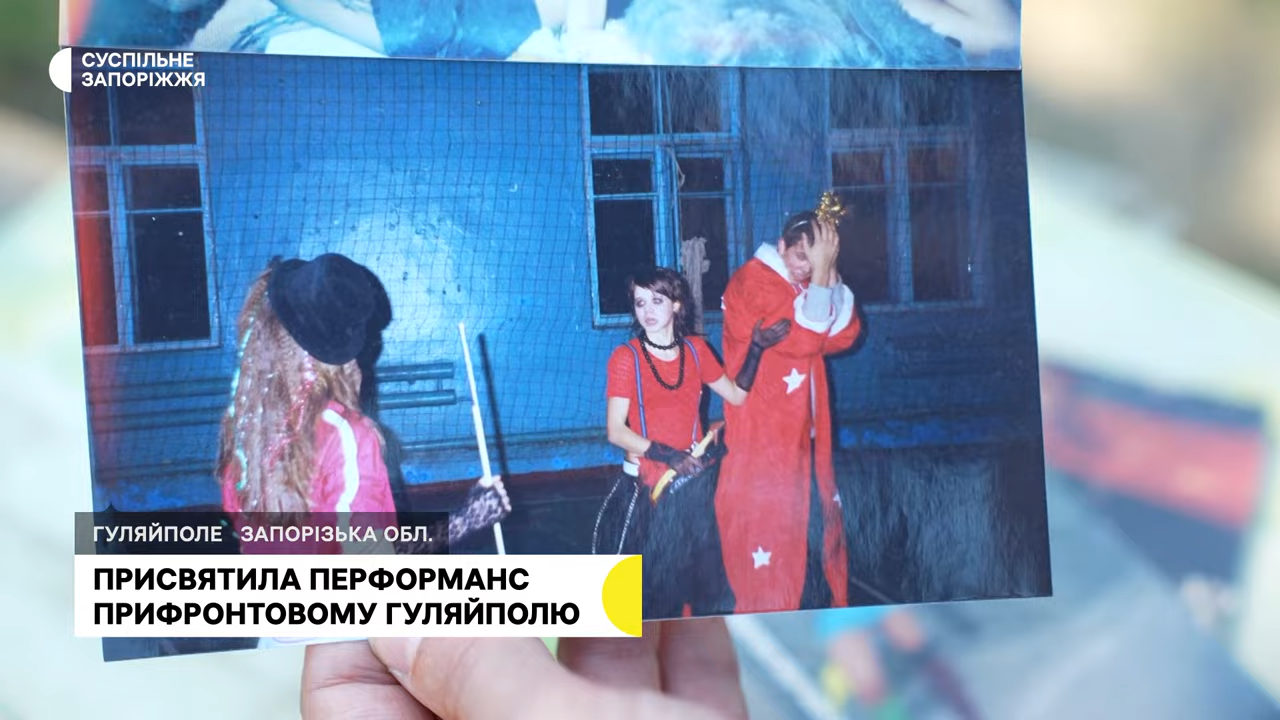 СУСПІЛЬНЕ
ЗАПОРІЖЖЯ
ГУЛЯЙПОЛЕ ЗАПОРІЗЬКА ОБЛ.
ПРИСВЯТИЛА ПЕРФОРМАНС
ПРИФРОНТОВОМУ ГУЛЯЙПОЛЮ